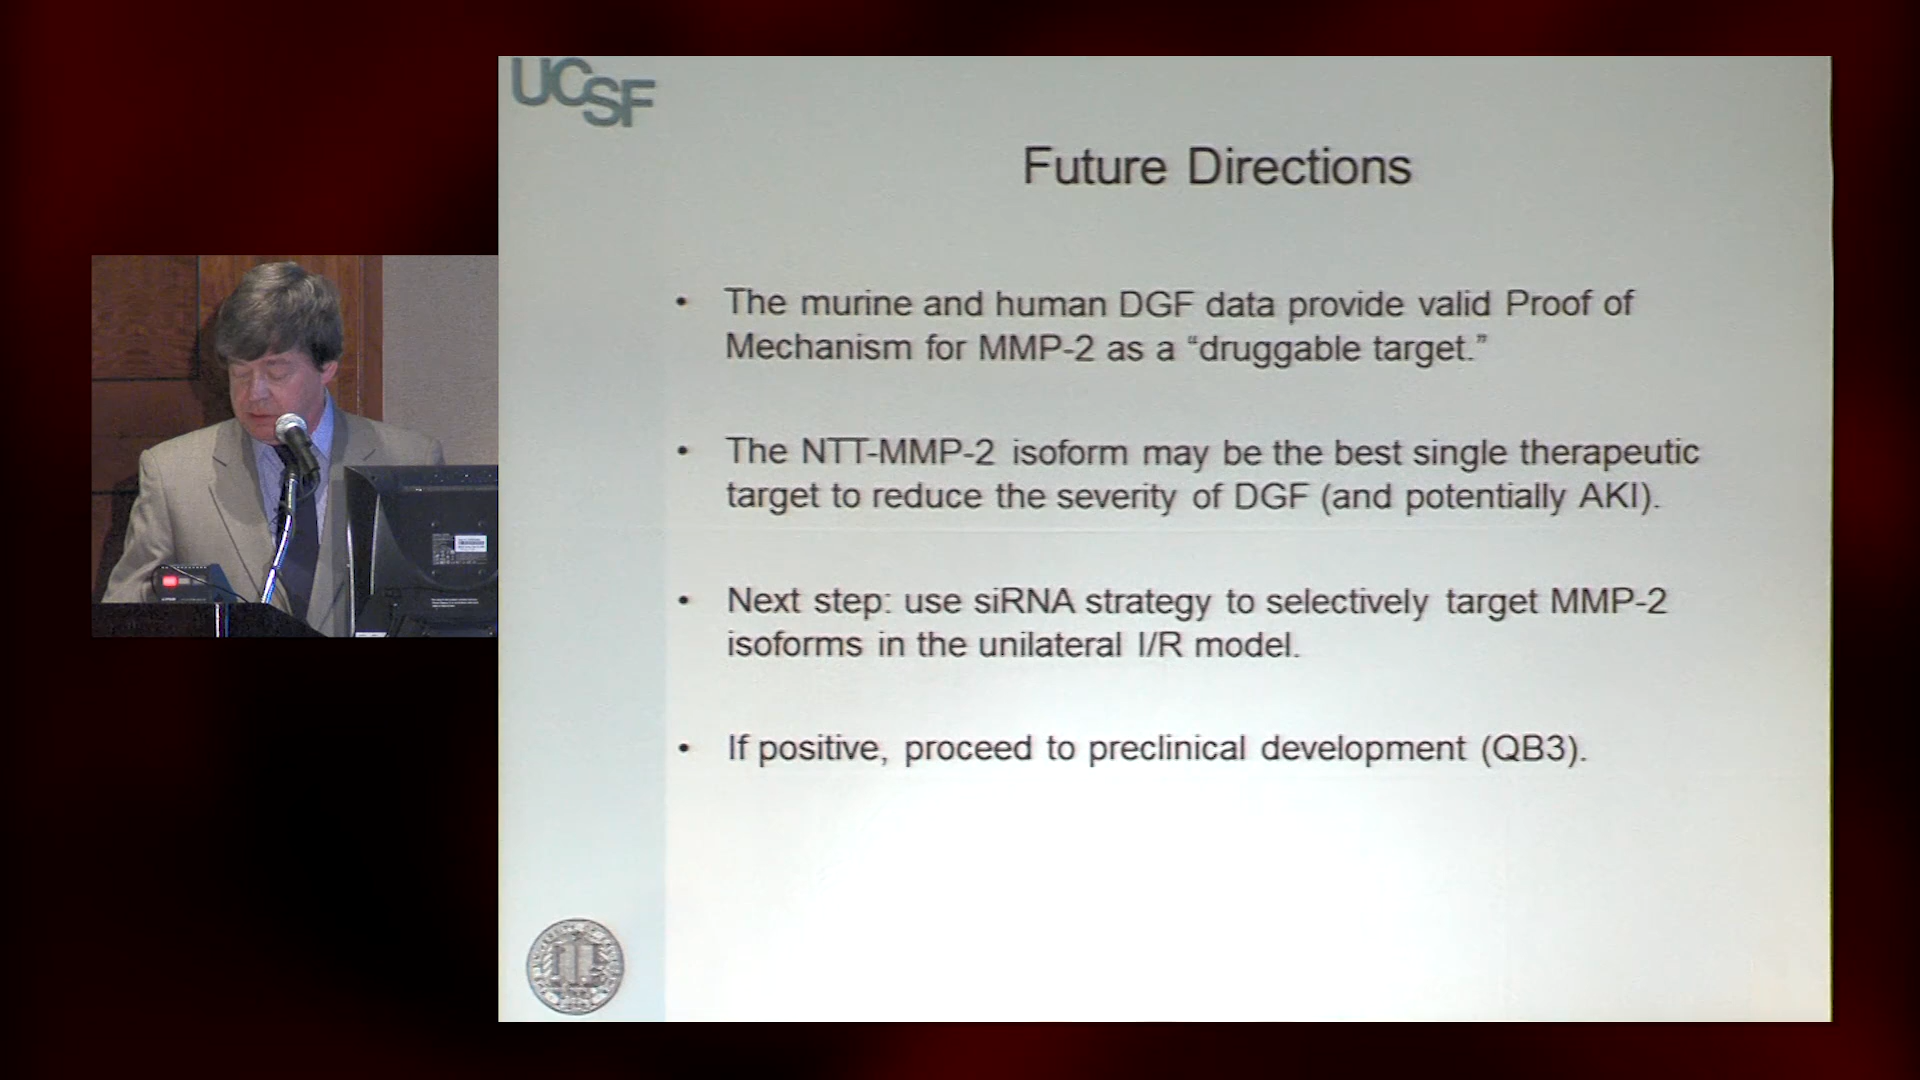 UCSF
Future Directions
• The murine and human DGF data provide valid Proof of
Mechanism for MMP-2 as a “druggable target.”
• The NTT-MMP-2 isoform may be the best single therapeutic
target to reduce the severity of DGF (and potentially AKI).
• Next step: use siRNA strategy to selectively target MMP-2
isoforms in the unilateral I/R model.
• If positive, proceed to preclinical development (QB3).